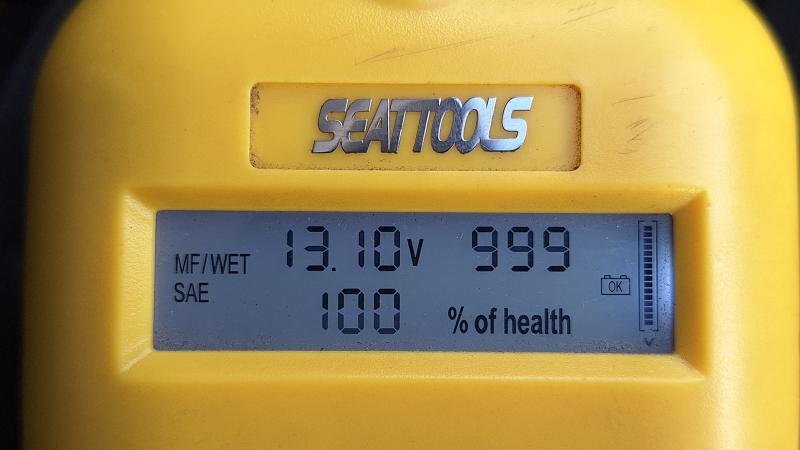 SEATTOOLS
MF/WET 13.10V 999
SAE 100 % of health
OK
V